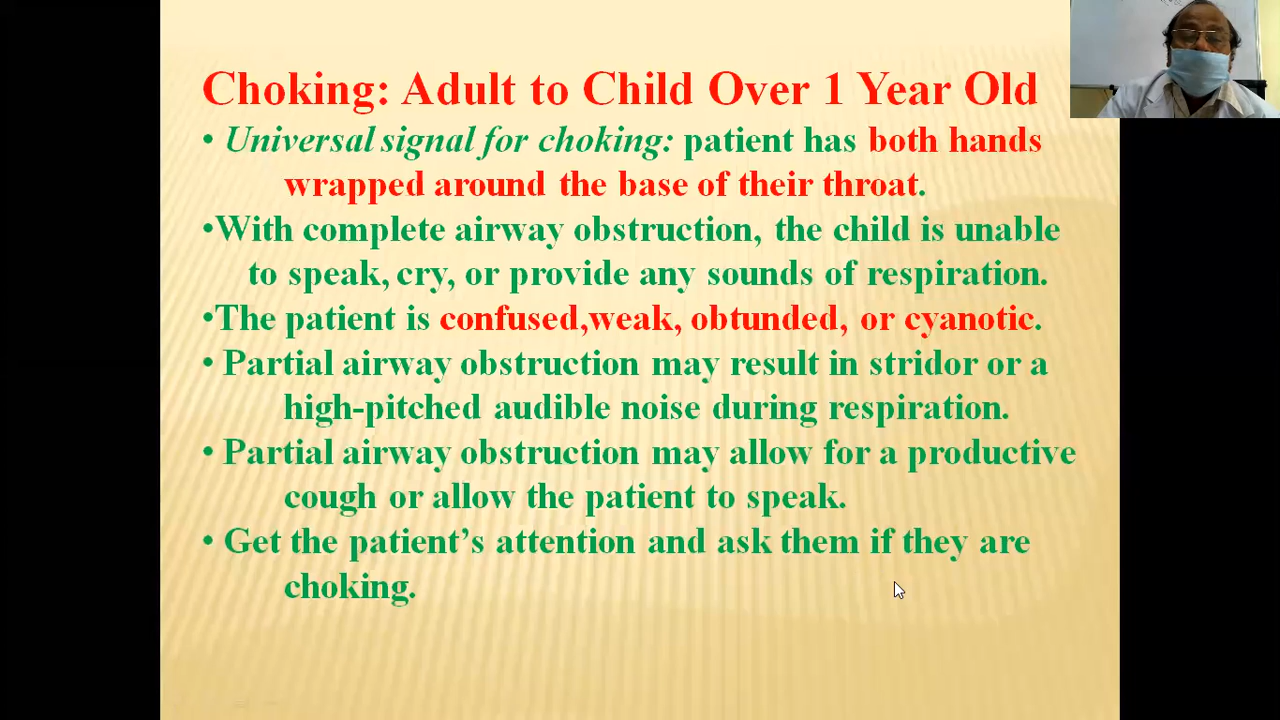 Choking: Adult to Child Over 1 Year Old
• Universal signal for choking: patient has both hands
wrapped around the base of their throat.
•With complete airway obstruction, the child is unable
to speak, cry, or provide any sounds of respiration.
•The patient is confused,weak, obtunded, or cyanotic.
• Partial airway obstruction may result in stridor or a
high-pitched audible noise during respiration.
• Partial airway obstruction may allow for a productive
cough or allow the patient to speak.
• Get the patient's attention and ask them if they are
choking.